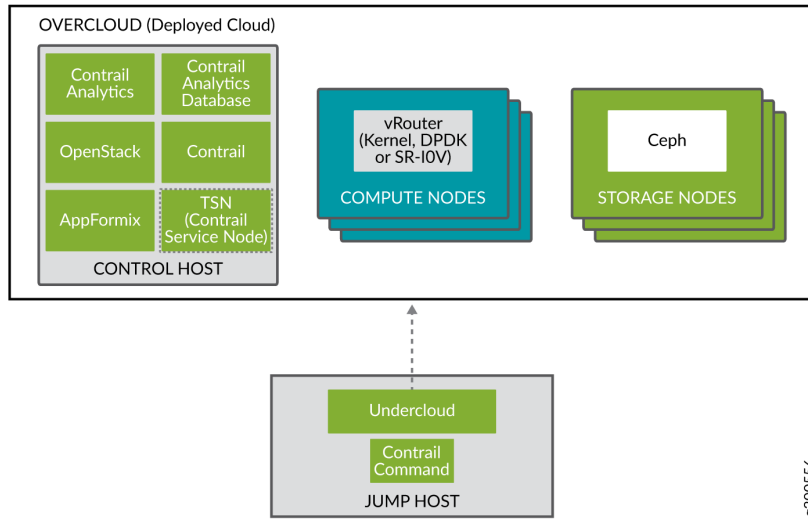 OVERCLOUD (Deployed Cloud)
Contrail
Analytics
Contrail
Analytics
Database
OpenStack
Contrail
AppFormix
TSN
(Contrail
Service Node)
CONTROL HOST
vRouter
(Kernel, DPDK
or SR-I0V)
COMPUTE NODES
Ceph
STORAGE NODES
Undercloud
Contrail
Command
JUMP HOST